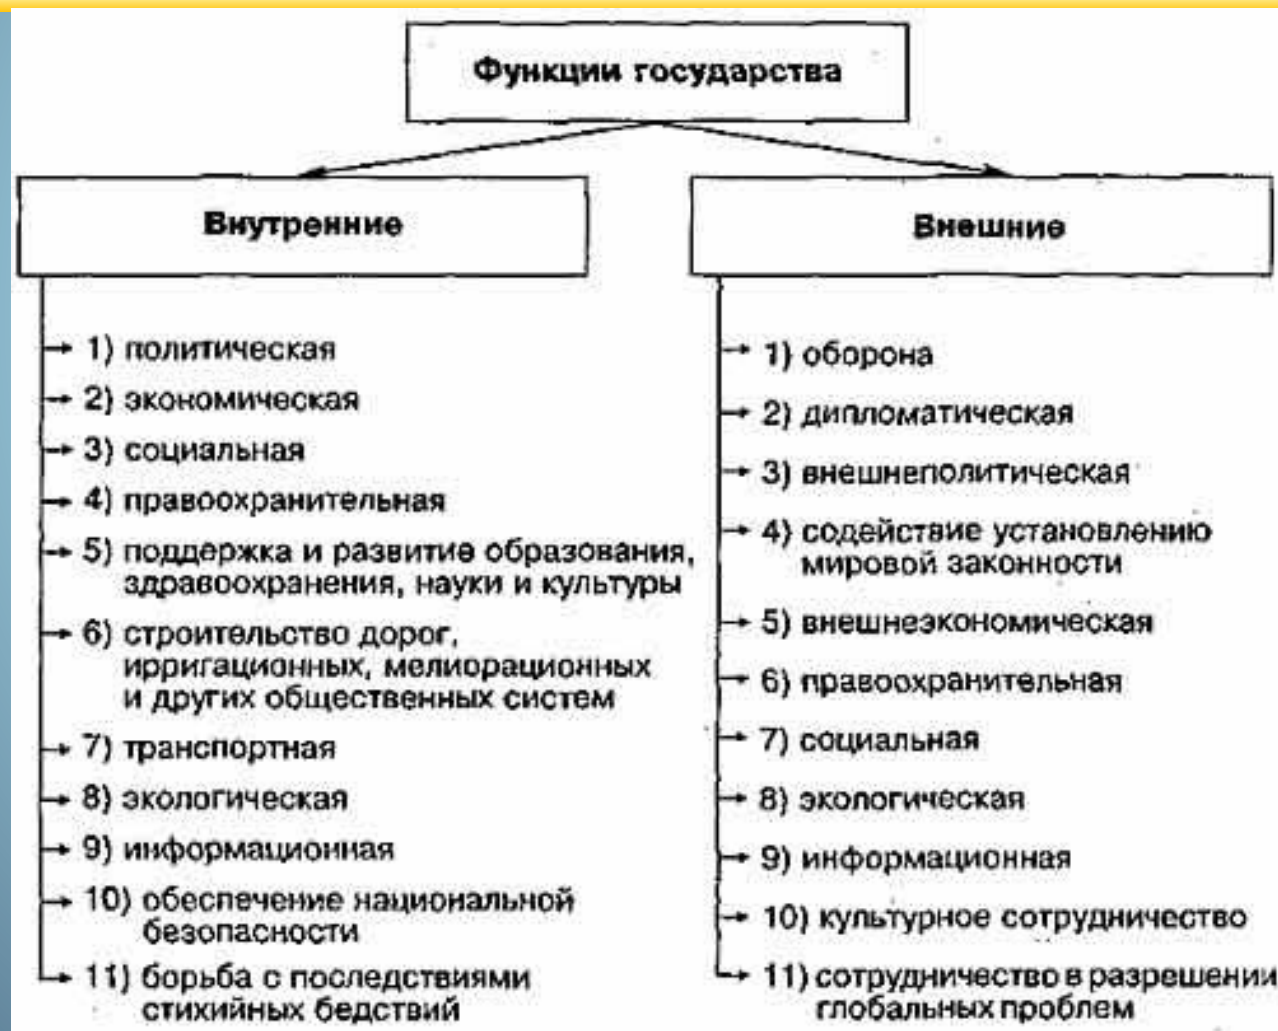 Функции государства
Внутренние
1) политическая
2) экономическая
3) социальная
4) правоохранительная
5) поддержка и развитие образования,
здравоохранения, науки и культуры
6) строительство дорог,
ирригационных, мелиорационных
и других общественных систем
7) транспортная
8) экологическая
9) информационная
10) обеспечение национальной
безопасности
11) борьба с последствиями
стихийных бедствий
Внешние
1) оборона
2) дипломатическая
3) внешнеполитическая
4) содействие установлению
мировой законности
5) внешнеэкономическая
6) правоохранительная
7) социальная
8) экологическая
9) информационная
10) культурное сотрудничество
11) сотрудничество в разрешении
глобальных проблем